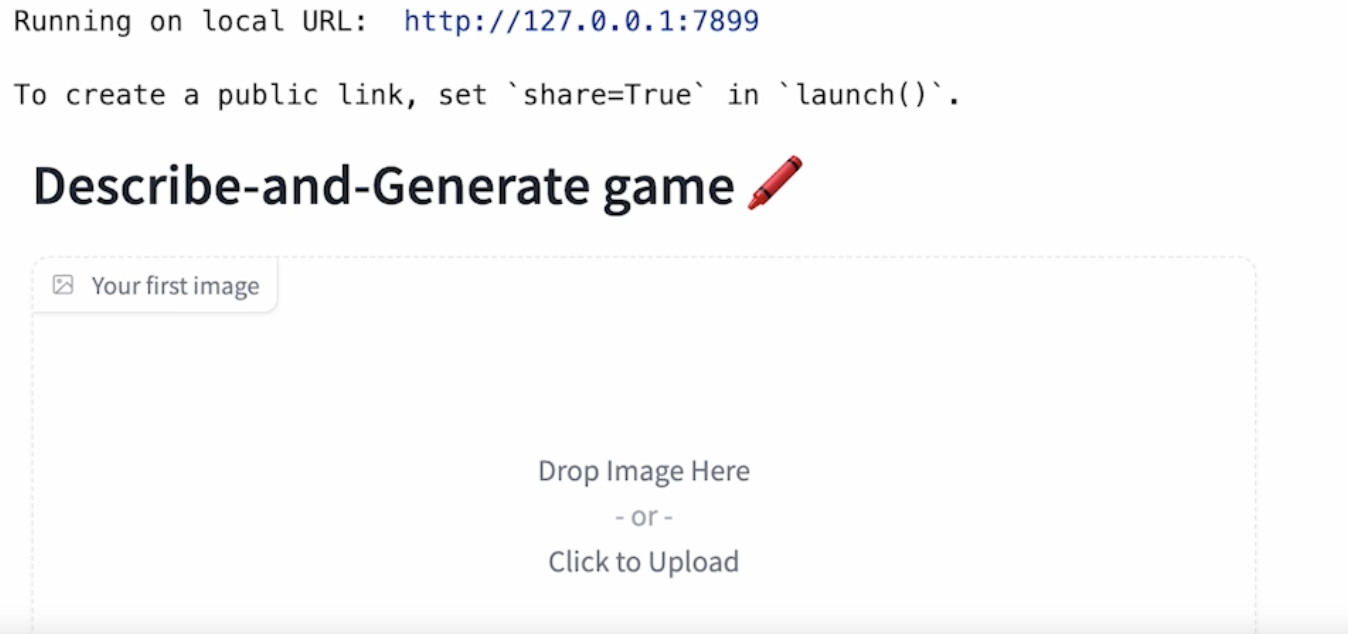 Running on local URL:  http://127.0.0.1:7899
To create a public link, set `share=True` in `launch()`.
Describe-and-Generate game 🖍️
Your first image
Drop Image Here
- or -
Click to Upload